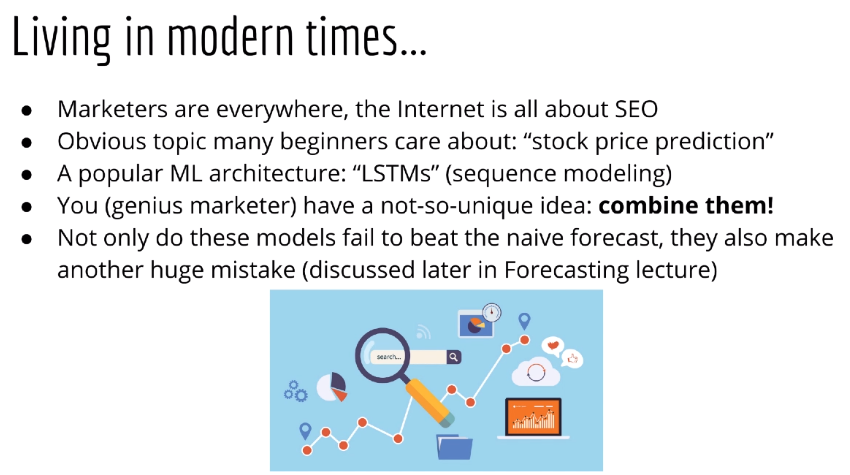 Living in modern times...
● Marketers are everywhere, the Internet is all about SEO
● Obvious topic many beginners care about: “stock price prediction”
● A popular ML architecture: “LSTMs” (sequence modeling)
● You (genius marketer) have a not-so-unique idea: combine them!
● Not only do these models fail to beat the naive forecast, they also make
another huge mistake (discussed later in Forecasting lecture)
search...